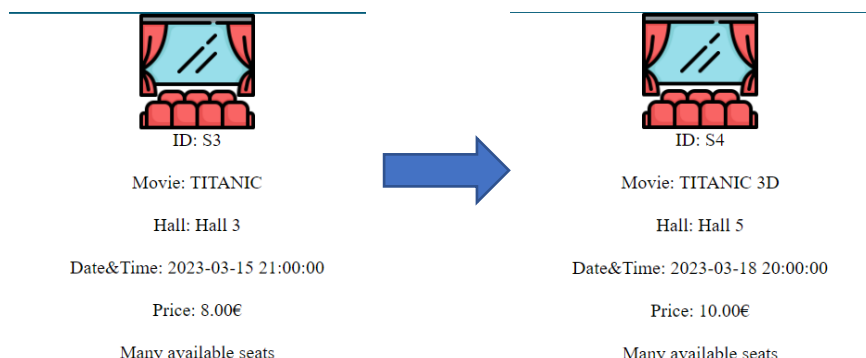 ID: S3
Movie: TITANIC
Hall: Hall 3
Date&Time: 2023-03-15 21:00:00
Price: 8.00€
Many available seats
ID: S4
Movie: TITANIC 3D
Hall: Hall 5
Date&Time: 2023-03-18 20:00:00
Price: 10.00€
Many available seats